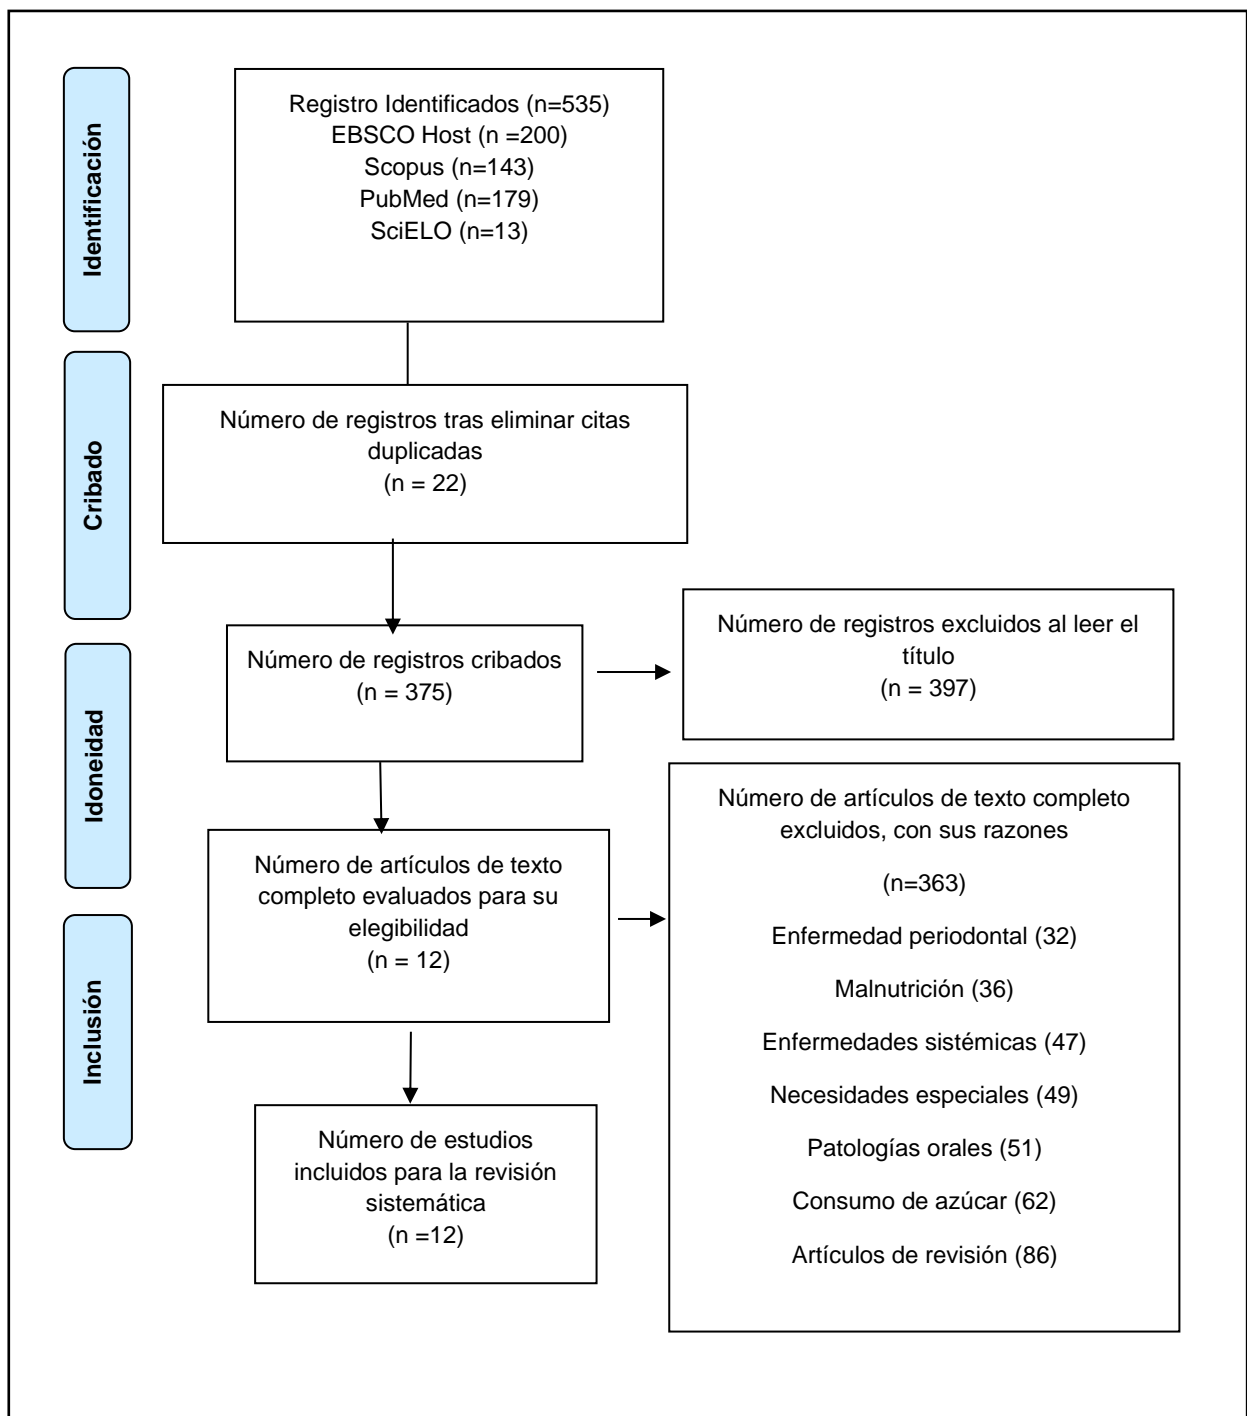 Identificación
Registro Identificados (n=535)
EBSCO Host (n =200)
Scopus (n=143)
PubMed (n=179)
SciELO (n=13)
Cribado
Número de registros tras eliminar citas
duplicadas
(n = 22)
Número de registros cribados
(n = 375)
Número de registros excluidos al leer el
título
(n = 397)
Idoneidad
Número de artículos de texto
completo evaluados para su
elegibilidad
(n = 12)
Número de artículos de texto completo
excluidos, con sus razones
(n=363)
Enfermedad periodontal (32)
Malnutrición (36)
Enfermedades sistémicas (47)
Necesidades especiales (49)
Patologías orales (51)
Consumo de azúcar (62)
Artículos de revisión (86)
Inclusión
Número de estudios
incluidos para la revisión
sistemática
(n =12)